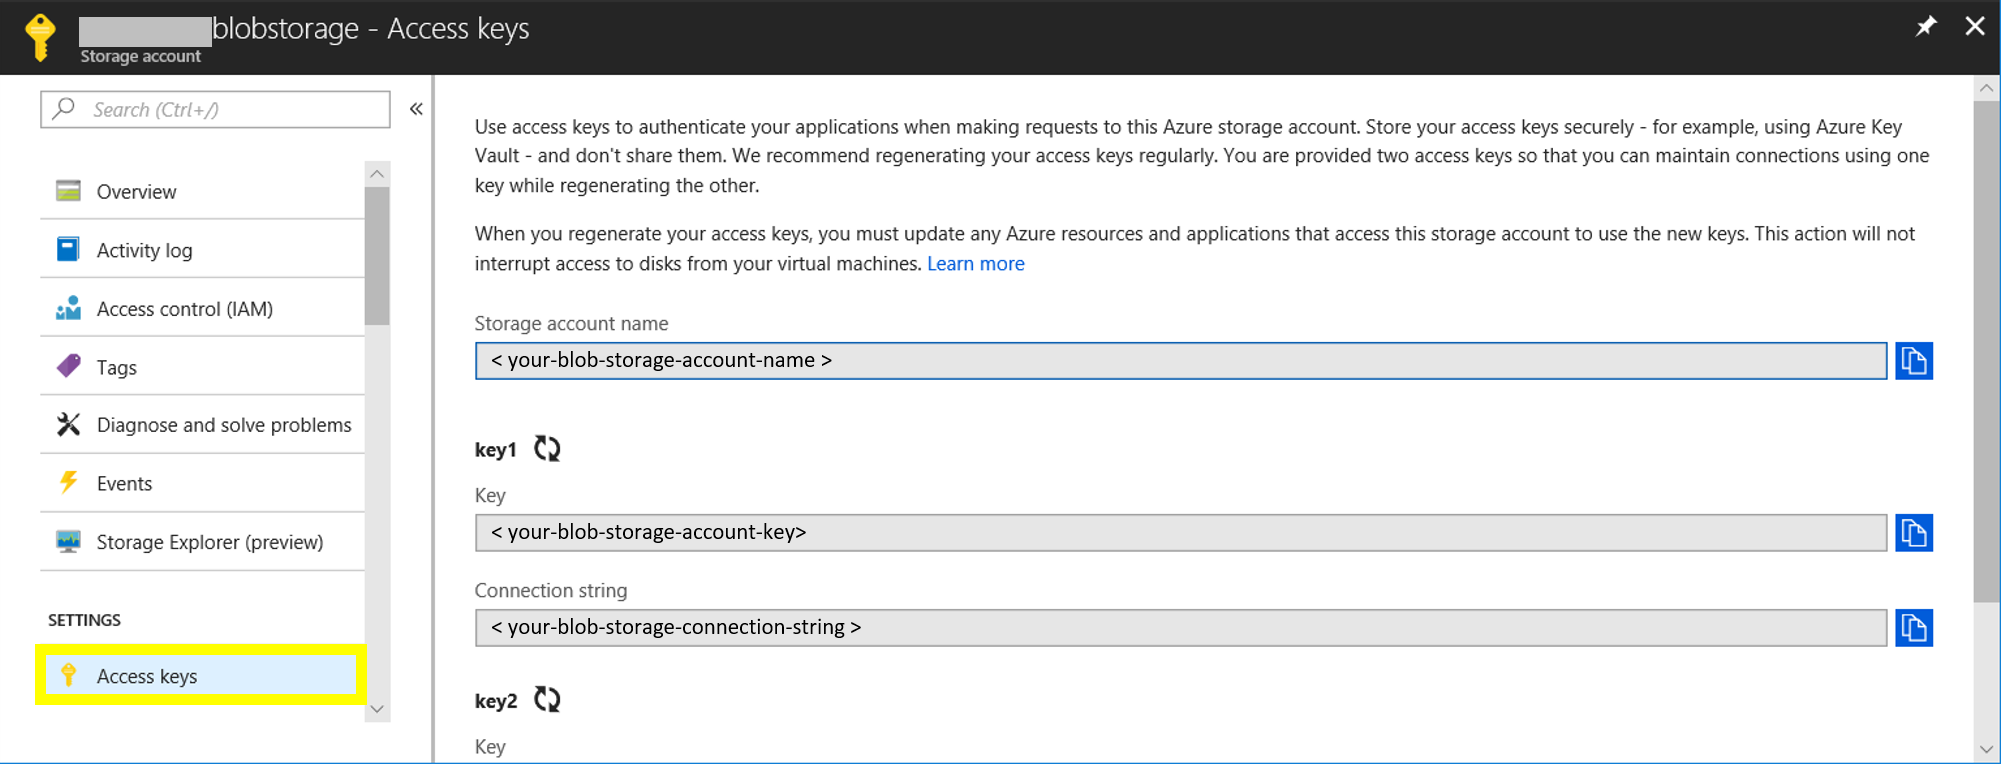 blobstorage - Access keys
Storage account
Search (Ctrl+/)
Overview
Activity log
Access control (IAM)
Tags
Diagnose and solve problems
Events
Storage Explorer (preview)
SETTINGS
Access keys
Use access keys to authenticate your applications when making requests to this Azure storage account. Store your access keys securely - for example, using Azure Key
Vault - and don't share them. We recommend regenerating your access keys regularly. You are provided two access keys so that you can maintain connections using one
key while regenerating the other.
When you regenerate your access keys, you must update any Azure resources and applications that access this storage account to use the new keys. This action will not
interrupt access to disks from your virtual machines. Learn more
Storage account name
< your-blob-storage-account-name >
key1
Key
< your-blob-storage-account-key>
Connection string
< your-blob-storage-connection-string >
key2
Key